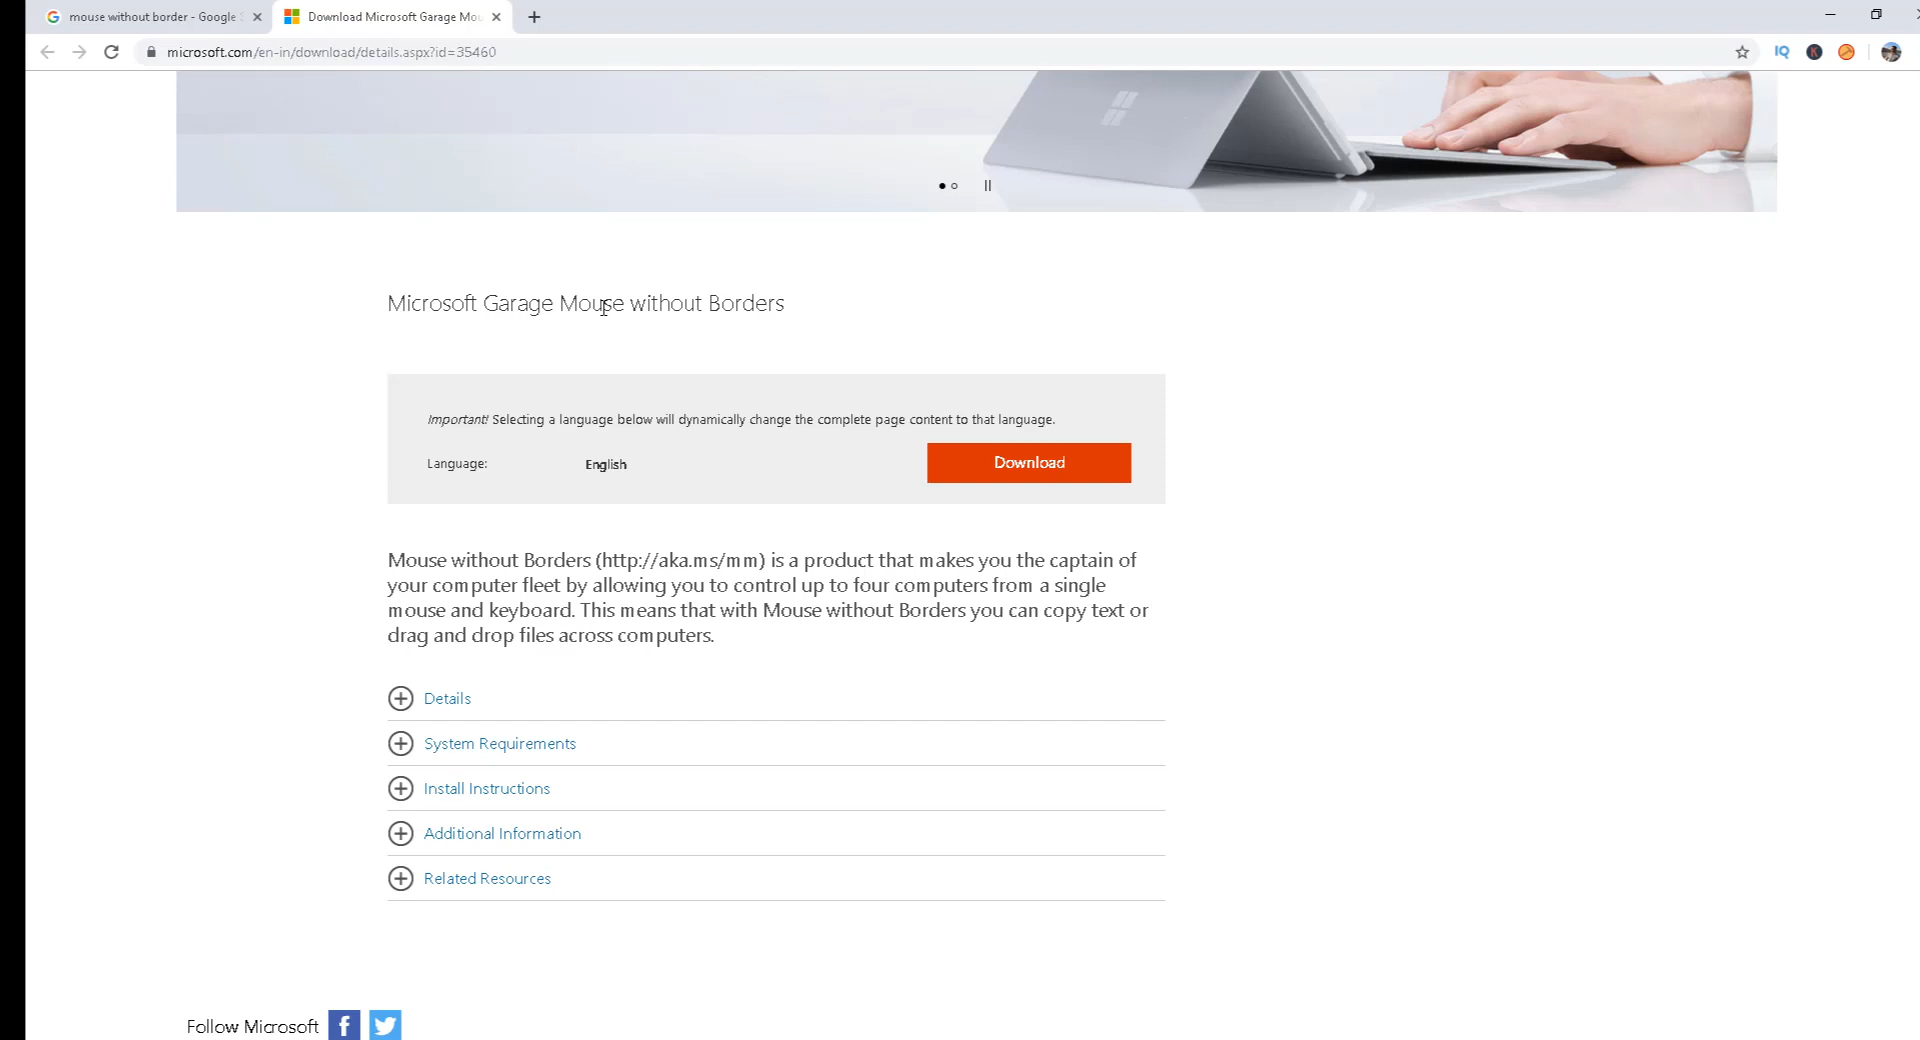 mouse without border - Google
Download Microsoft Garage Mou
microsoft.com/en-in/download/details.aspx?id=35460
IQ
K
Microsoft Garage Mouse without Borders
Important! Selecting a language below will dynamically change the complete page content to that language.
Language: English Download
Mouse without Borders (http://aka.ms/mm) is a product that makes you the captain of
your computer fleet by allowing you to control up to four computers from a single
mouse and keyboard. This means that with Mouse without Borders you can copy text or
drag and drop files across computers.
Details
System Requirements
Install Instructions
Additional Information
Related Resources
Follow Microsoft